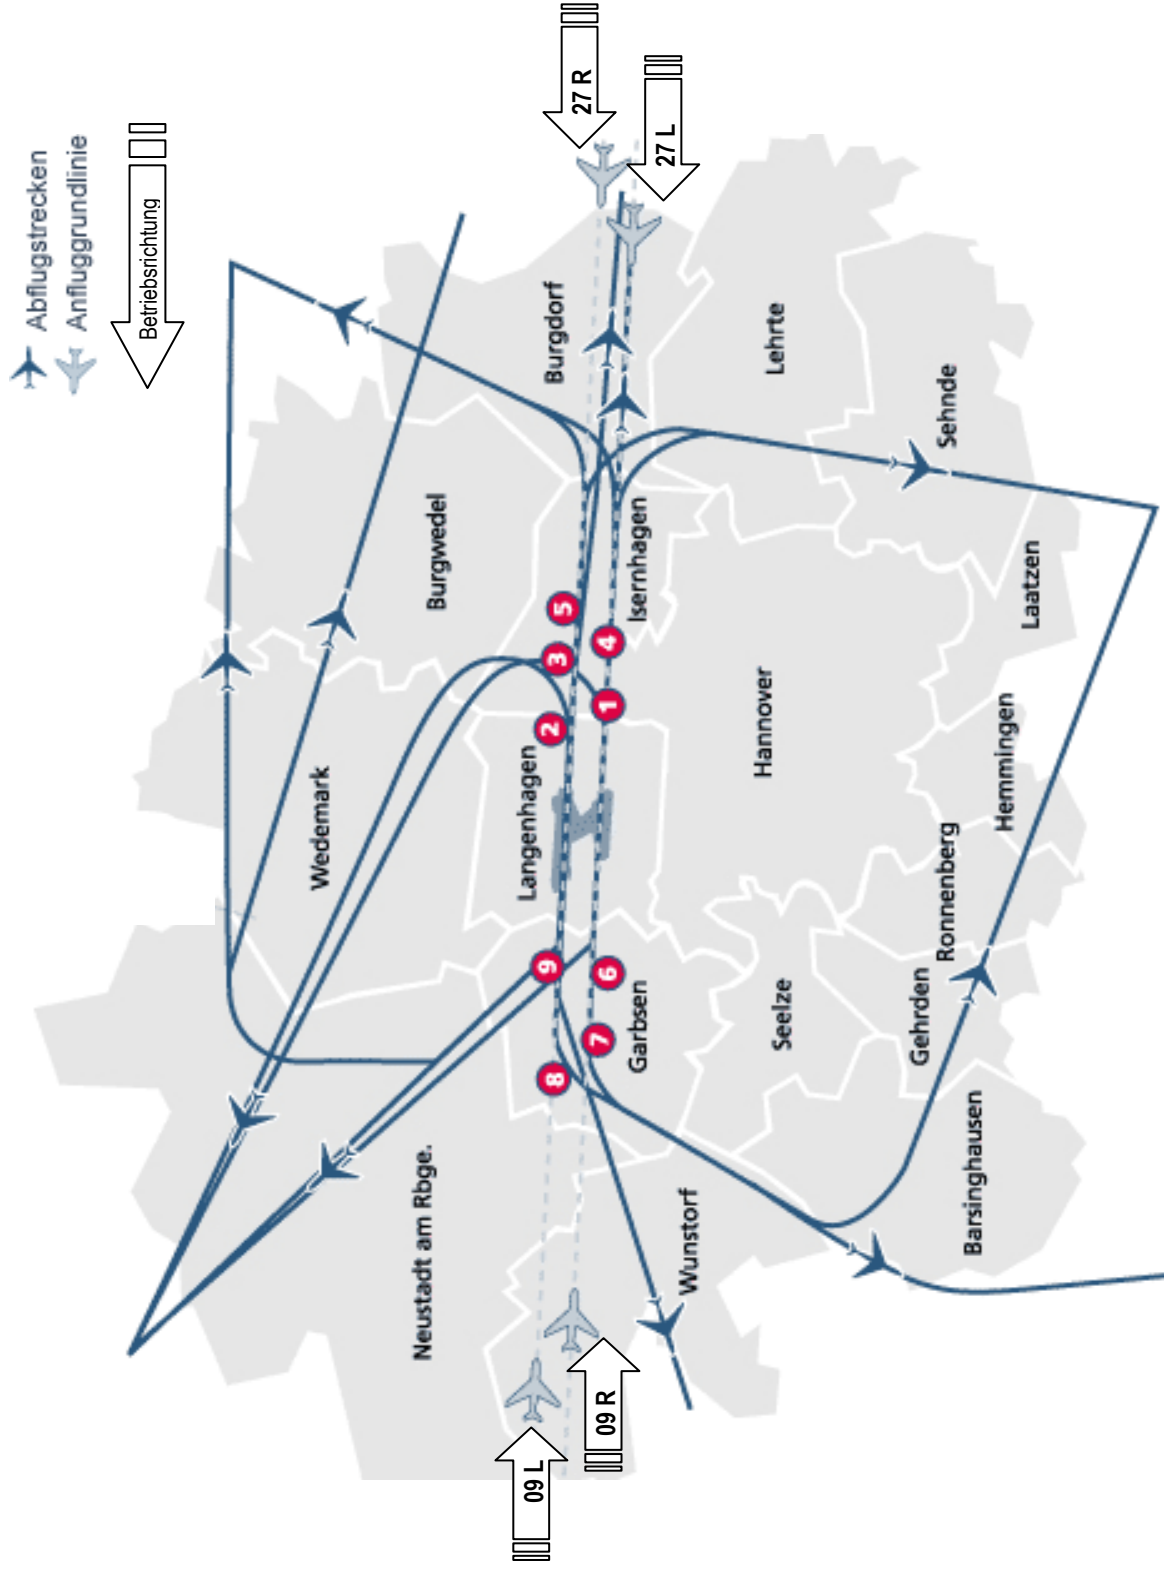 Abflugstrecken
Anfluggrundlinie
Betriebsrichtung
Neustadt am Rbge.
Wedemark
Burgwedel
Langenhagen
Burgdorf
09 L
09 R
27 R
27 L
8
9
2
3
5
7
6
1
4
Wunstorf
Garbsen
Isernhagen
Seelze
Hannover
Lehrte
Barsinghausen
Gehrden
Ronnenberg
Hemmingen
Laatzen
Sehnde